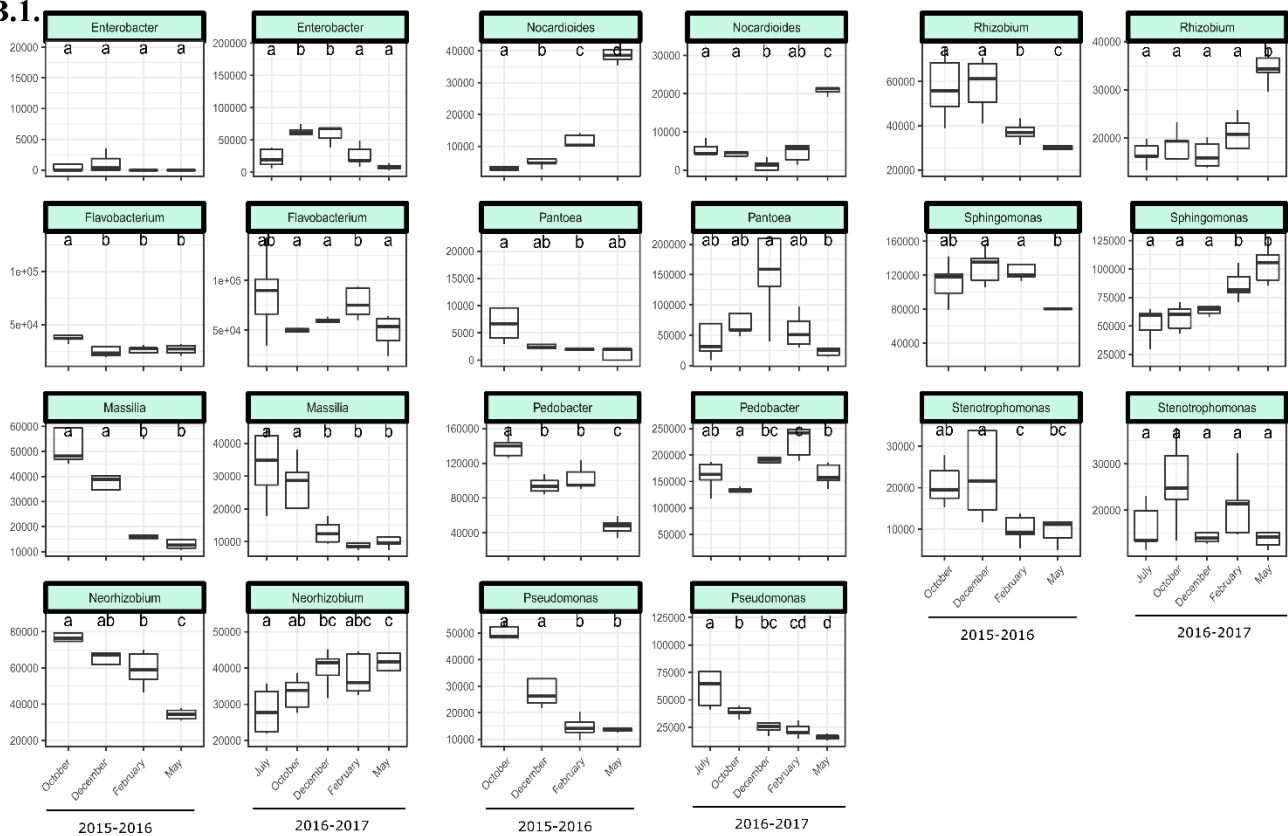 B.1.
Enterobacter Enterobacter Nocardioides Nocardioides Rhizobium Rhizobium
a a a a a b b a a a b c d a a b ab c a a b c a a a a b
20000 200000 40000 30000 60000 40000
15000 150000 30000 20000 40000 30000
10000 100000 20000 10000 20000 20000
5000 50000 10000 0
0 0
Flavobacterium Flavobacterium Pantoea Pantoea Sphingomonas Sphingomonas
a b b b ab a a b a a ab b ab ab ab a ab b ab a a b a a a b b
1e+05 1e+05 20000 200000 160000 125000
5e+04 5e+04 15000 150000 120000 100000
10000 100000 80000 75000
5000 50000 40000 50000
0 0 25000
Massilia Massilia Pedobacter Pedobacter Stenotrophomonas Stenotrophomonas
a a b b a a b b b a b b c ab a bc c b ab a c bc a a a a a
60000 40000 160000 250000 30000 30000
50000 30000 120000 200000 20000 20000
40000 20000 80000 150000 10000
30000 10000 40000 100000
20000 50000
10000
July October December February May
October December February May
Neorhizobium Neorhizobium Pseudomonas Pseudomonas
2015-2016 2016-2017
a ab b c a ab bc abc c a a b b a b bc cd d
80000 50000 50000 125000
60000 40000 40000 100000
40000 30000 30000 75000
20000 20000 20000 50000
10000 25000
October December February May
July October December February May
October December February May
July October December February May
2015-2016 2016-2017 2015-2016 2016-2017